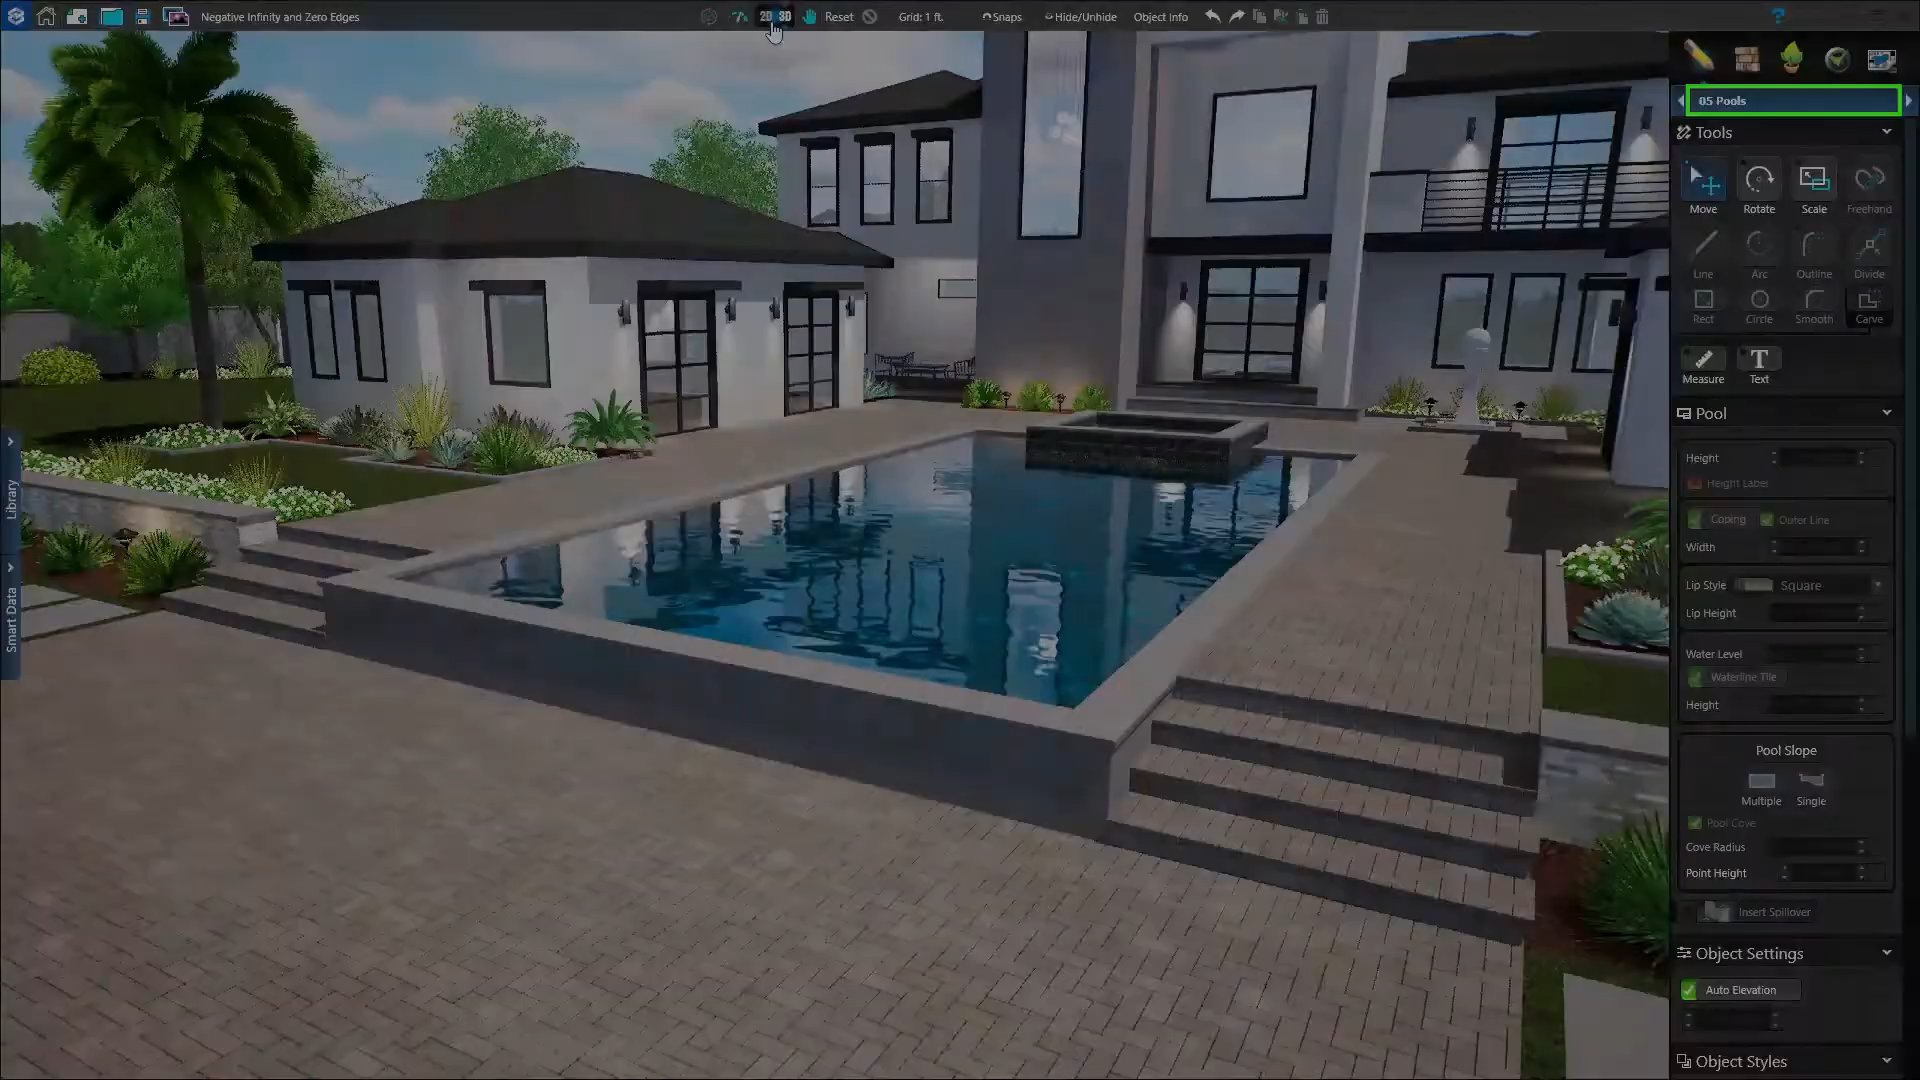 Negative Infinity and Zero Edges
2D 3D
Reset
Grid: 1 ft.
Snaps
Hide/Unhide
Object Info
?
05 Pools
Tools
Move
Rotate
Scale
Freehand
Line
Arc
Outline
Divide
Rect
Circle
Smooth
Carve
Measure
T
Text
Pool
Height
Height Label
Coping
Outer Line
Width
Lip Style
Square
Lip Height
Water Level
Waterline Tile
Height
Pool Slope
Multiple
Single
Pool Cove
Cove Radius
Point Height
Insert Spillover
Object Settings
Auto Elevation
Object Styles
Library
Smart Data